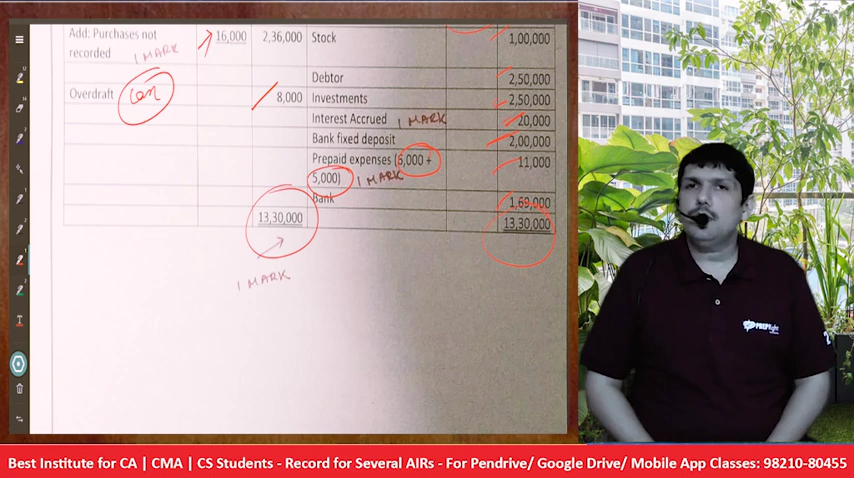 Add: Purchases not 16,000 2,36,000 Stock 1,00,000
recorded 1 MARK
Debtor 2,50,000
Overdraft 8,000 Investments 2,50,000
Interest Accrued 1 MARK 20,000
Bank fixed deposit 2,00,000
Prepaid expenses (6,000 + 11,000
5,000) 1 MARK
Bank 1,69,000
13,30,000 13,30,000
1 MARK
PREPfight
Best Institute for CA | CMA | CS Students - Record for Several AIRs - For Pendrive/ Google Drive/ Mobile App Classes: 98210-80455